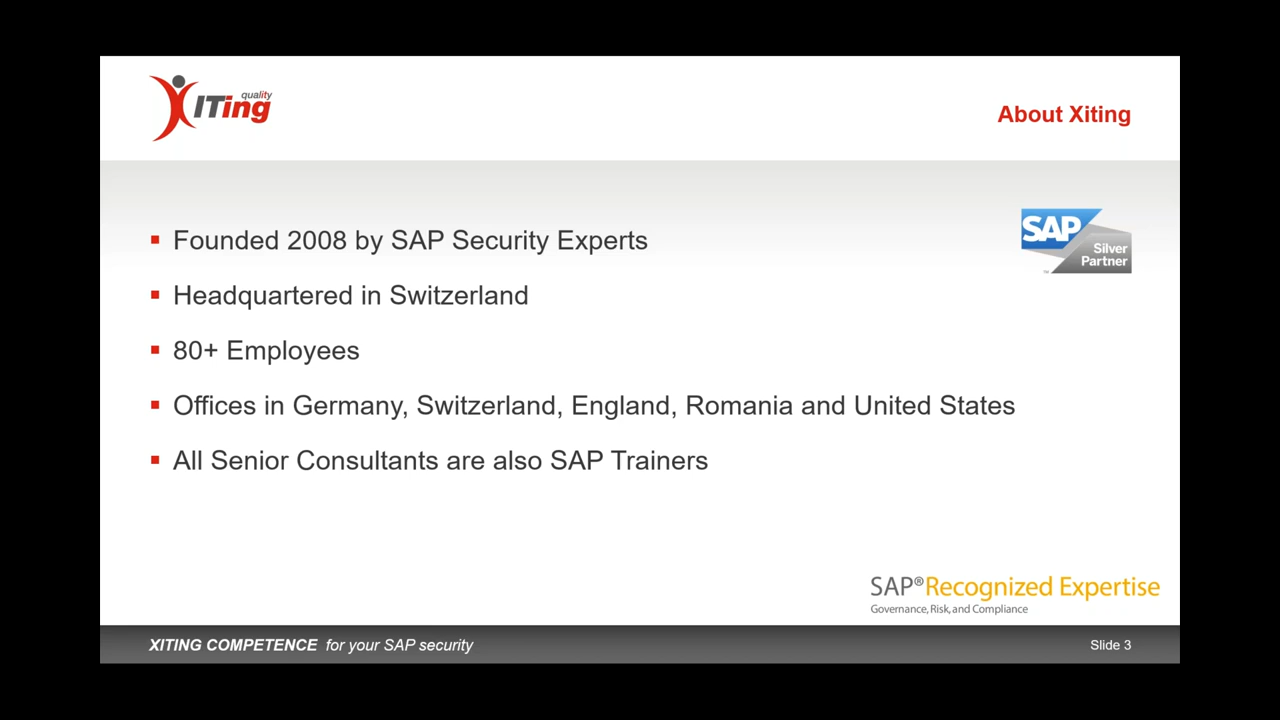 quality
XITing
About Xiting
SAP
Silver
Partner
™
▪ Founded 2008 by SAP Security Experts
▪ Headquartered in Switzerland
▪ 80+ Employees
▪ Offices in Germany, Switzerland, England, Romania and United States
▪ All Senior Consultants are also SAP Trainers
SAP® Recognized Expertise
Governance, Risk, and Compliance
XITING COMPETENCE for your SAP security
Slide 3